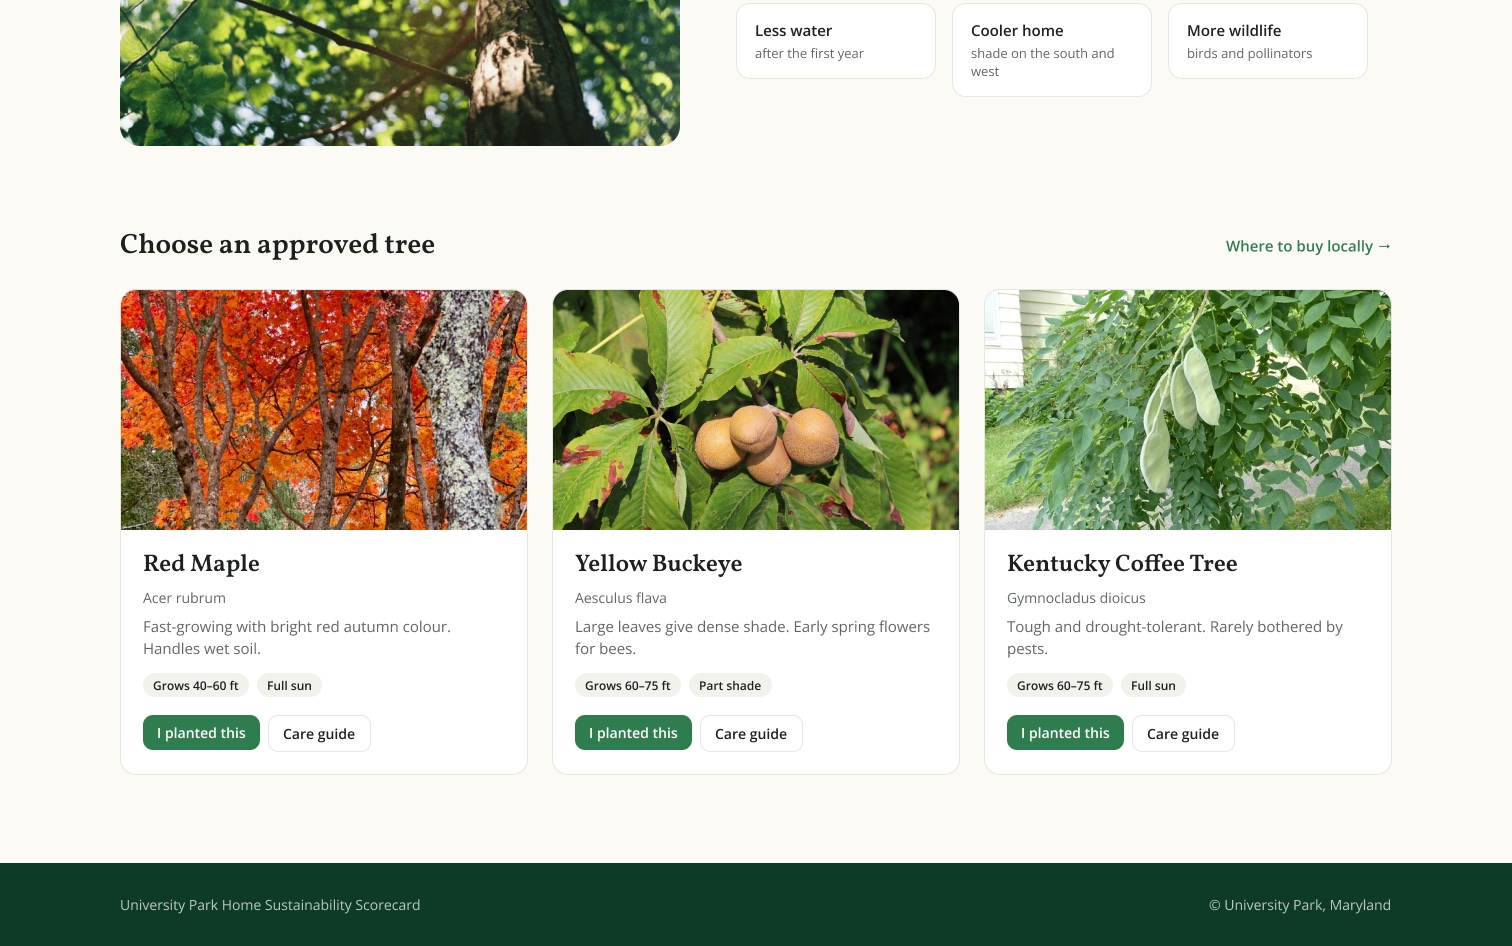 Less water
after the first year
Cooler home
shade on the south and
west
More wildlife
birds and pollinators
Choose an approved tree
Where to buy locally →
Red Maple
Acer rubrum
Fast-growing with bright red autumn colour.
Handles wet soil.
Grows 40–60 ft
Full sun
I planted this
Care guide
Yellow Buckeye
Aesculus flava
Large leaves give dense shade. Early spring flowers
for bees.
Grows 60–75 ft
Part shade
I planted this
Care guide
Kentucky Coffee Tree
Gymnocladus dioicus
Tough and drought-tolerant. Rarely bothered by
pests.
Grows 60–75 ft
Full sun
I planted this
Care guide
University Park Home Sustainability Scorecard
© University Park, Maryland